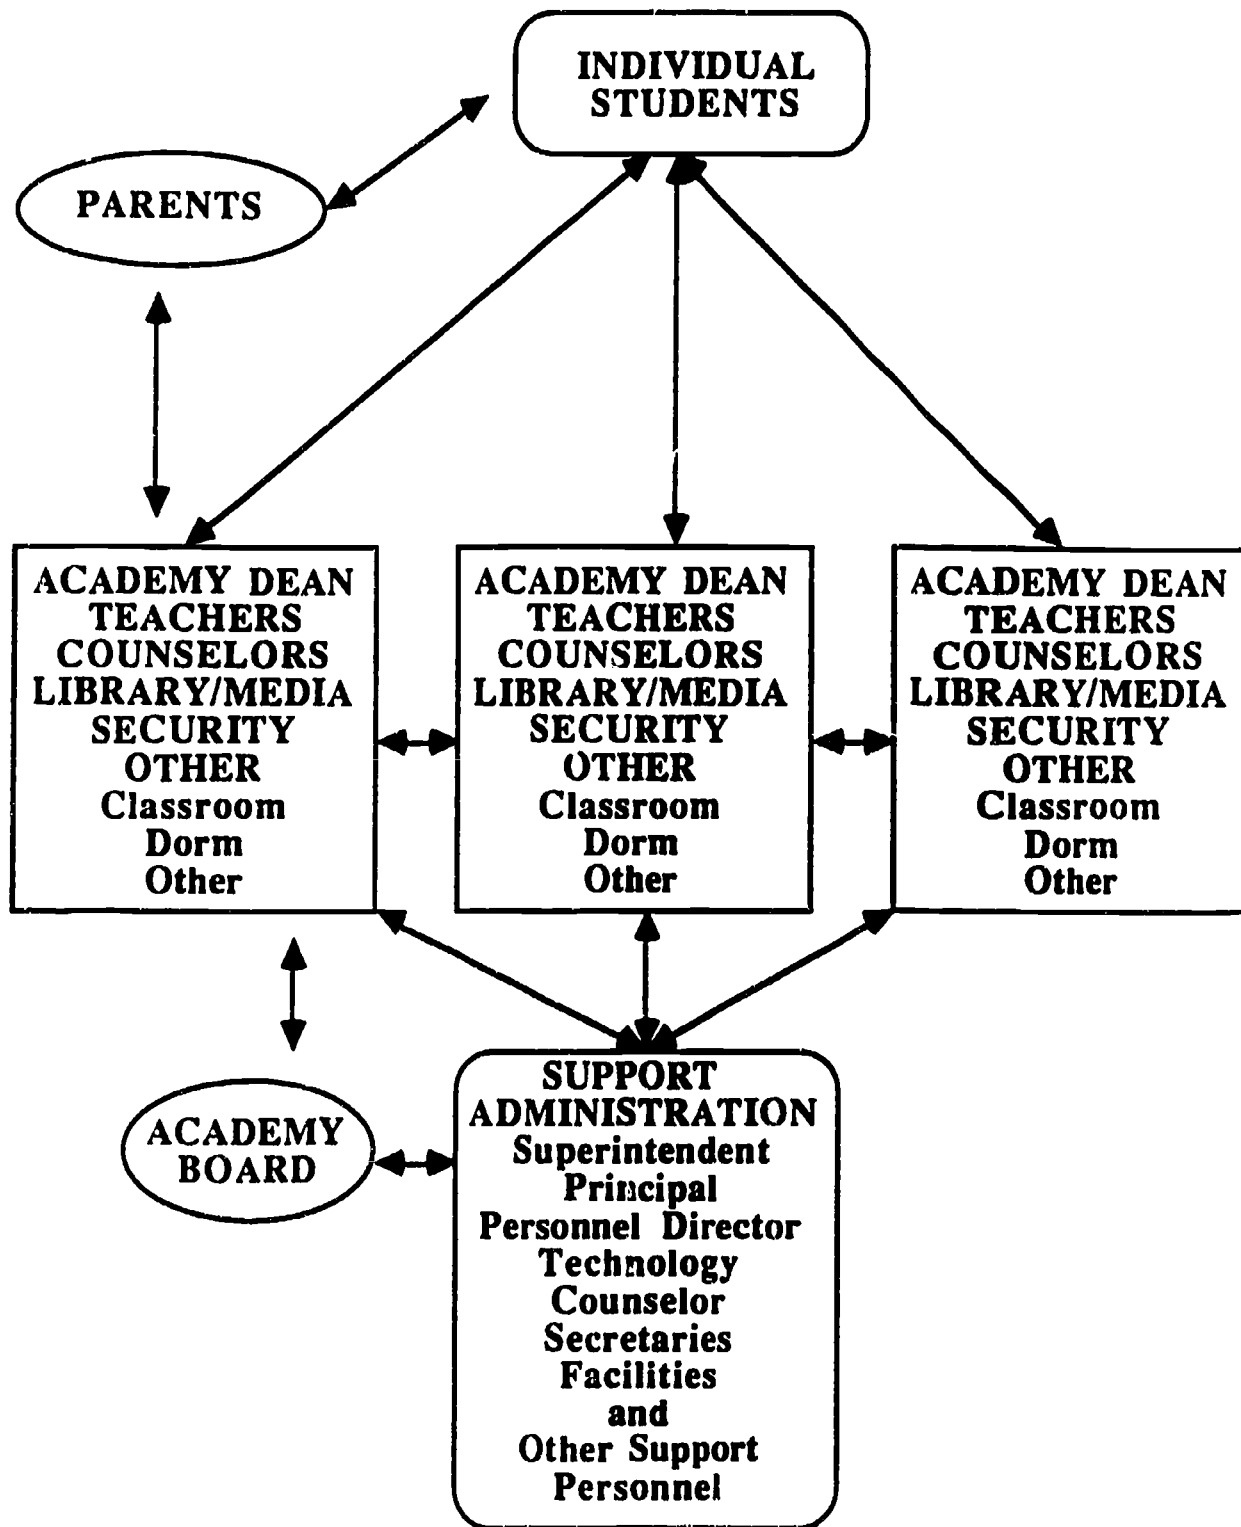 INDIVIDUAL
STUDENTS
PARENTS
ACADEMY DEAN
TEACHERS
COUNSELORS
LIBRARY/MEDIA
SECURITY
OTHER
Classroom
Dorm
Other
ACADEMY DEAN
TEACHERS
COUNSELORS
LIBRARY/MEDIA
SECURITY
OTHER
Classroom
Dorm
Other
ACADEMY DEAN
TEACHERS
COUNSELORS
LIBRARY/MEDIA
SECURITY
OTHER
Classroom
Dorm
Other
ACADEMY
BOARD
SUPPORT
ADMINISTRATION
Superintendent
Principal
Personnel Director
Technology
Counselor
Secretaries
Facilities
and
Other Support
Personnel